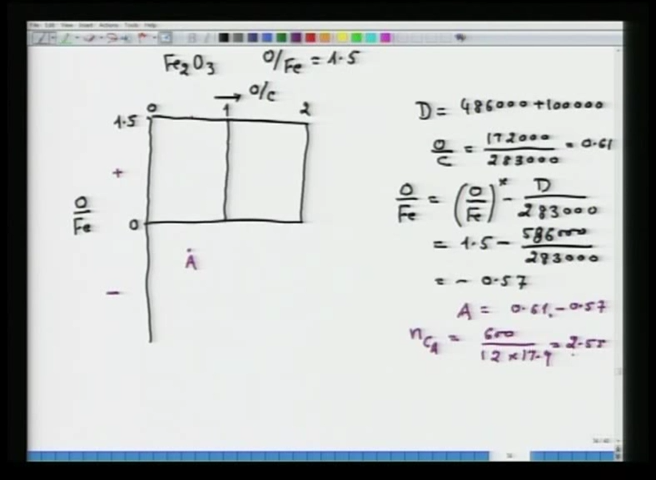 Fe2O3 O/Fe = 1.5
→ O/C
0 1 2
1.5
+
O/Fe
0
A
−
D = 486000 + 100000
O/C = 172000/283000 = 0.61
O/Fe = (O/Fe)^x − D/283000
= 1.5 − 586000/283000
= − 0.57
A = 0.61, −0.57
nCA = 600/(12 × 17.9) = 2.55